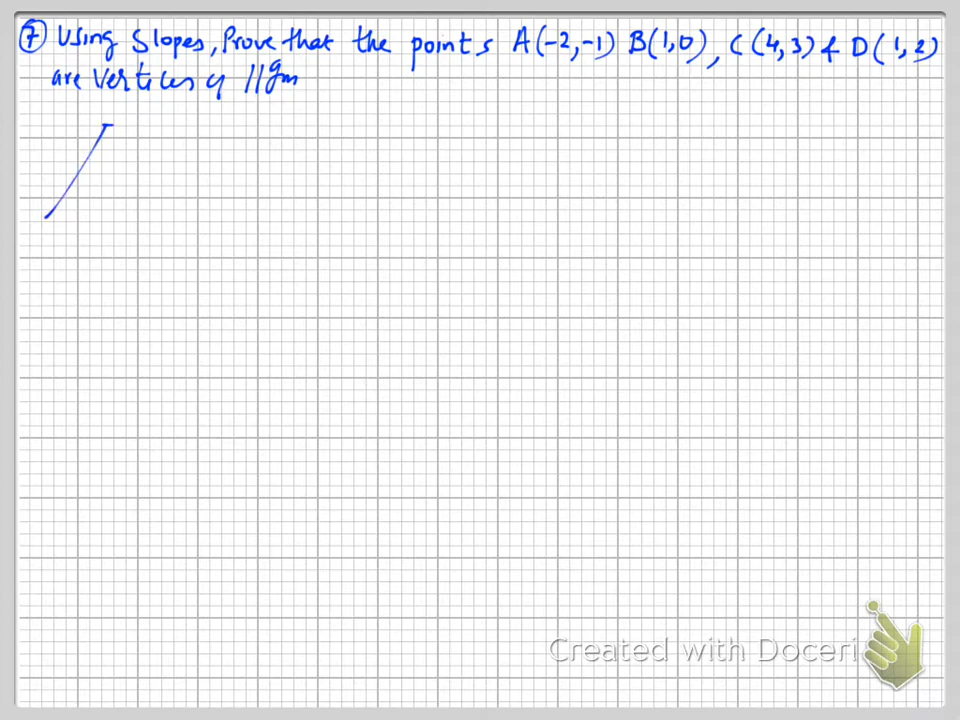 ⑦ Using Slopes, Prove that the points A(-2,-1) B(1,0), C(4,3) & D(1,2)
are Vertices of ||gm
Created with Doceri